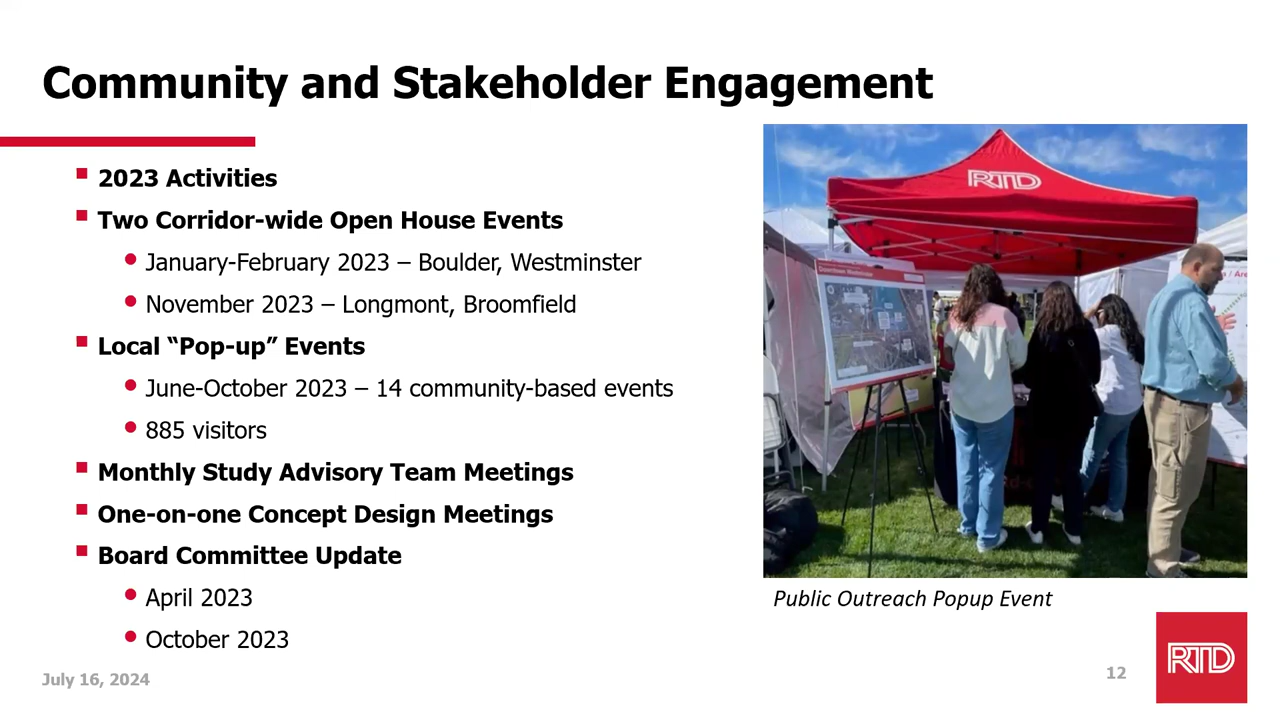 Community and Stakeholder Engagement
2023 Activities
Two Corridor-wide Open House Events
January-February 2023 – Boulder, Westminster
November 2023 – Longmont, Broomfield
Local “Pop-up” Events
June-October 2023 – 14 community-based events
885 visitors
Monthly Study Advisory Team Meetings
One-on-one Concept Design Meetings
Board Committee Update
April 2023
October 2023
RTD
Downtown Westminster
Public Outreach Popup Event
July 16, 2024
12
RTD